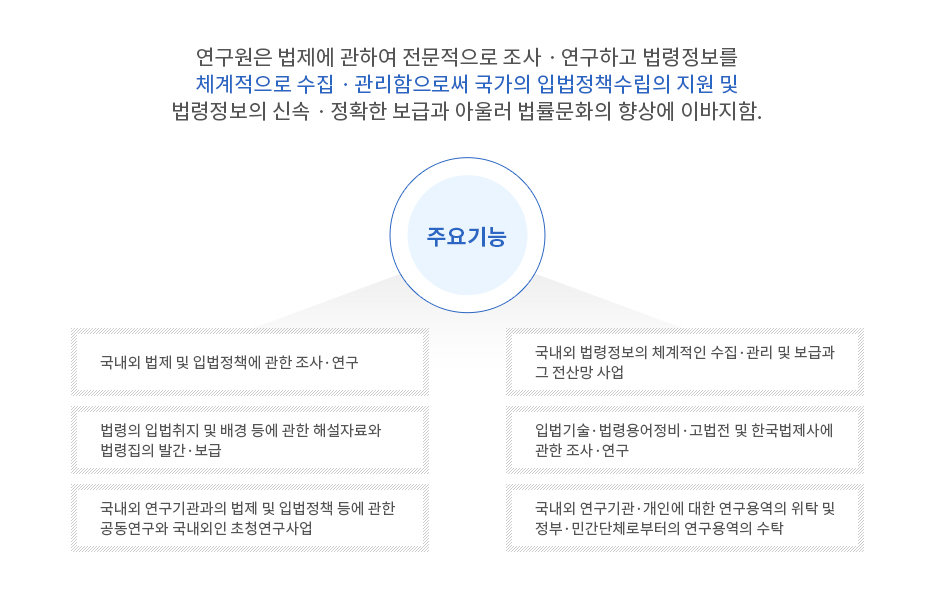 연구원은 법제에 관하여 전문적으로 조사 · 연구하고 법령정보를
체계적으로 수집 · 관리함으로써 국가의 입법정책수립의 지원 및
법령정보의 신속 · 정확한 보급과 아울러 법률문화의 향상에 이바지함.
주요기능
국내외 법제 및 입법정책에 관한 조사·연구
국내외 법령정보의 체계적인 수집·관리 및 보급과
그 전산망 사업
법령의 입법취지 및 배경 등에 관한 해설자료와
법령집의 발간·보급
입법기술·법령용어정비·고법전 및 한국법제사에
관한 조사·연구
국내외 연구기관과의 법제 및 입법정책 등에 관한
공동연구와 국내외인 초청연구사업
국내외 연구기관·개인에 대한 연구용역의 위탁 및
정부·민간단체로부터의 연구용역의 수탁